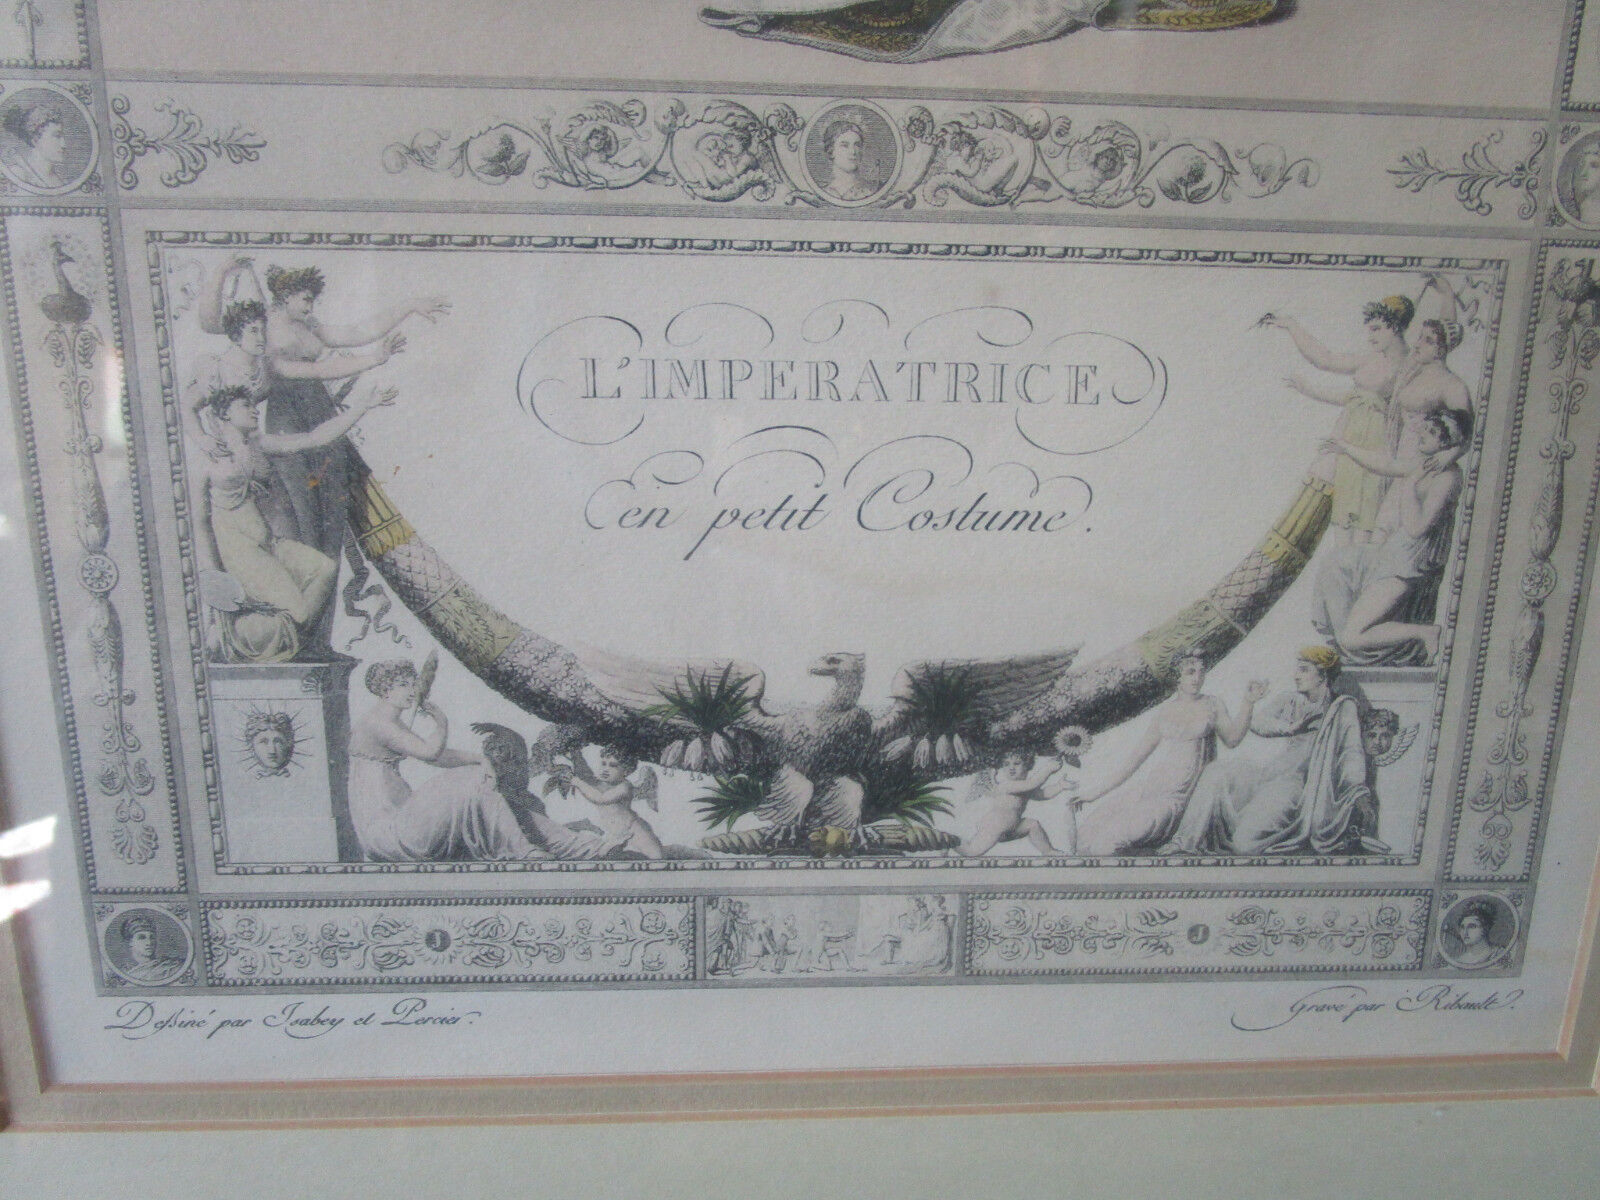 L'IMPERATRICE
en petit Costume.
J J
Dessiné par Isabey et Percier.
Gravé par Ribault.